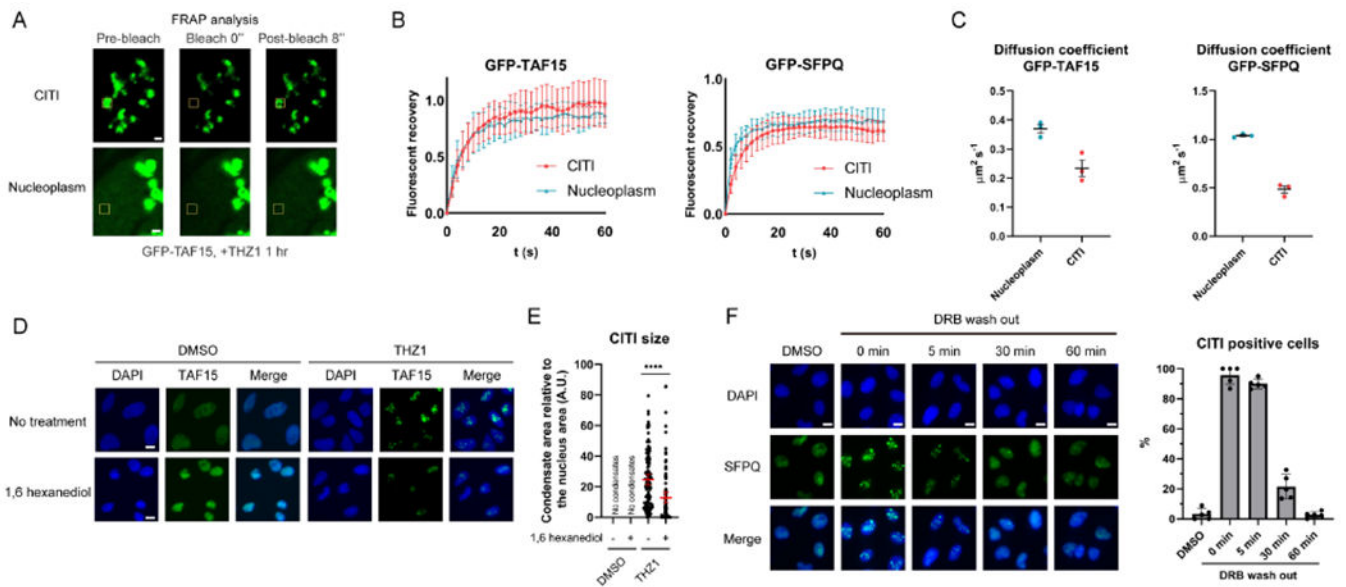 A
FRAP analysis
Pre-bleach Bleach 0'' Post-bleach 8''
CITI
Nucleoplasm
GFP-TAF15, +THZ1 1 hr
B
GFP-TAF15
Fluorescent recovery
1.0
0.5
0.0
0 20 40 60
t (s)
CITI
Nucleoplasm
GFP-SFPQ
Fluorescent recovery
1.0
0.5
0.0
0 20 40 60
t (s)
CITI
Nucleoplasm
C
Diffusion coefficient
GFP-TAF15
μm² s⁻¹
0.5
0.4
0.3
0.2
0.1
0.0
Nucleoplasm
CITI
Diffusion coefficient
GFP-SFPQ
μm² s⁻¹
1.5
1.0
0.5
0.0
Nucleoplasm
CITI
D
DMSO THZ1
DAPI TAF15 Merge DAPI TAF15 Merge
No treatment
1,6 hexanediol
E
CITI size
Condensate area relative to
the nucleus area (A.U.)
100
80
60
40
20
0
****
No condensates
No condensates
1,6 hexanediol - + - +
DMSO
THZ1
F
DRB wash out
DMSO 0 min 5 min 30 min 60 min
DAPI
SFPQ
Merge
CITI positive cells
%
100
80
60
40
20
0
DMSO
0 min
5 min
30 min
60 min
DRB wash out